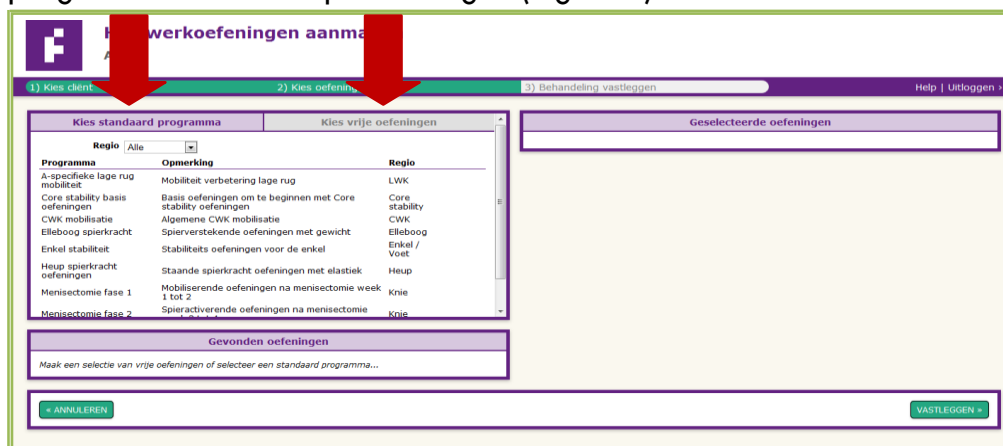 werkoefeningen aanma
1) Kies cliënt
2) Kies oefening
3) Behandeling vastleggen
Help | Uitloggen ›
Kies standaard programma
Kies vrije oefeningen
Regio Alle
Programma Opmerking Regio
A-specifieke lage rug
mobiliteit
Mobiliteit verbetering lage rug
LWK
Core stability basis
oefeningen
Basis oefeningen om te beginnen met Core
stability oefeningen
Core
stability
CWK mobilisatie Algemene CWK mobilisatie CWK
Elleboog spierkracht Spierverstekende oefeningen met gewicht Elleboog
Enkel stabiliteit Stabiliteits oefeningen voor de enkel
Enkel /
Voet
Heup spierkracht
oefeningen
Staande spierkracht oefeningen met elastiek
Heup
Menisectomie fase 1
Mobiliserende oefeningen na menisectomie week
1 tot 2
Knie
Menisectomie fase 2
Spieractiverende oefeningen na menisectomie
Knie
Gevonden oefeningen
Maak een selectie van vrije oefeningen of selecteer een standaard programma...
Geselecteerde oefeningen
« ANNULEREN
VASTLEGGEN »